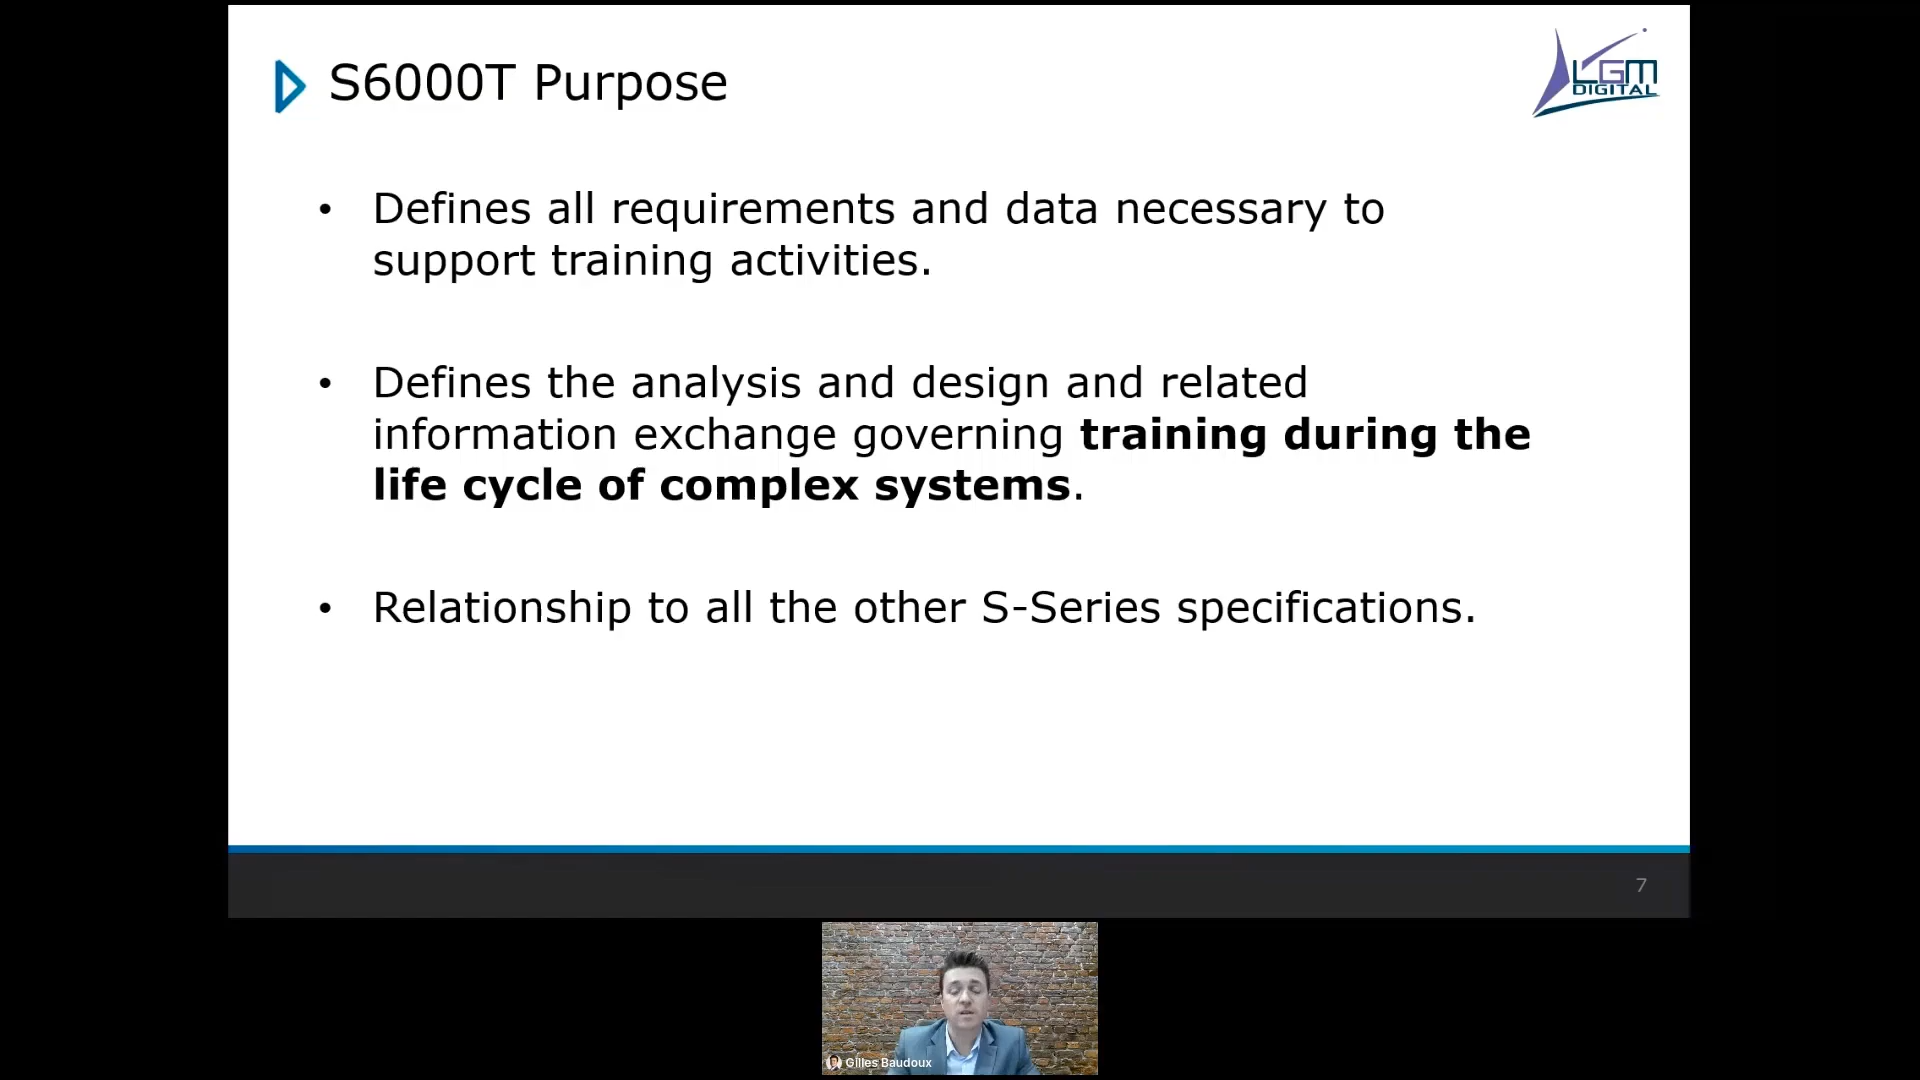 S6000T Purpose
LGM
DIGITAL
• Defines all requirements and data necessary to
support training activities.
• Defines the analysis and design and related
information exchange governing training during the
life cycle of complex systems.
• Relationship to all the other S-Series specifications.
7
Gilles Baudoux